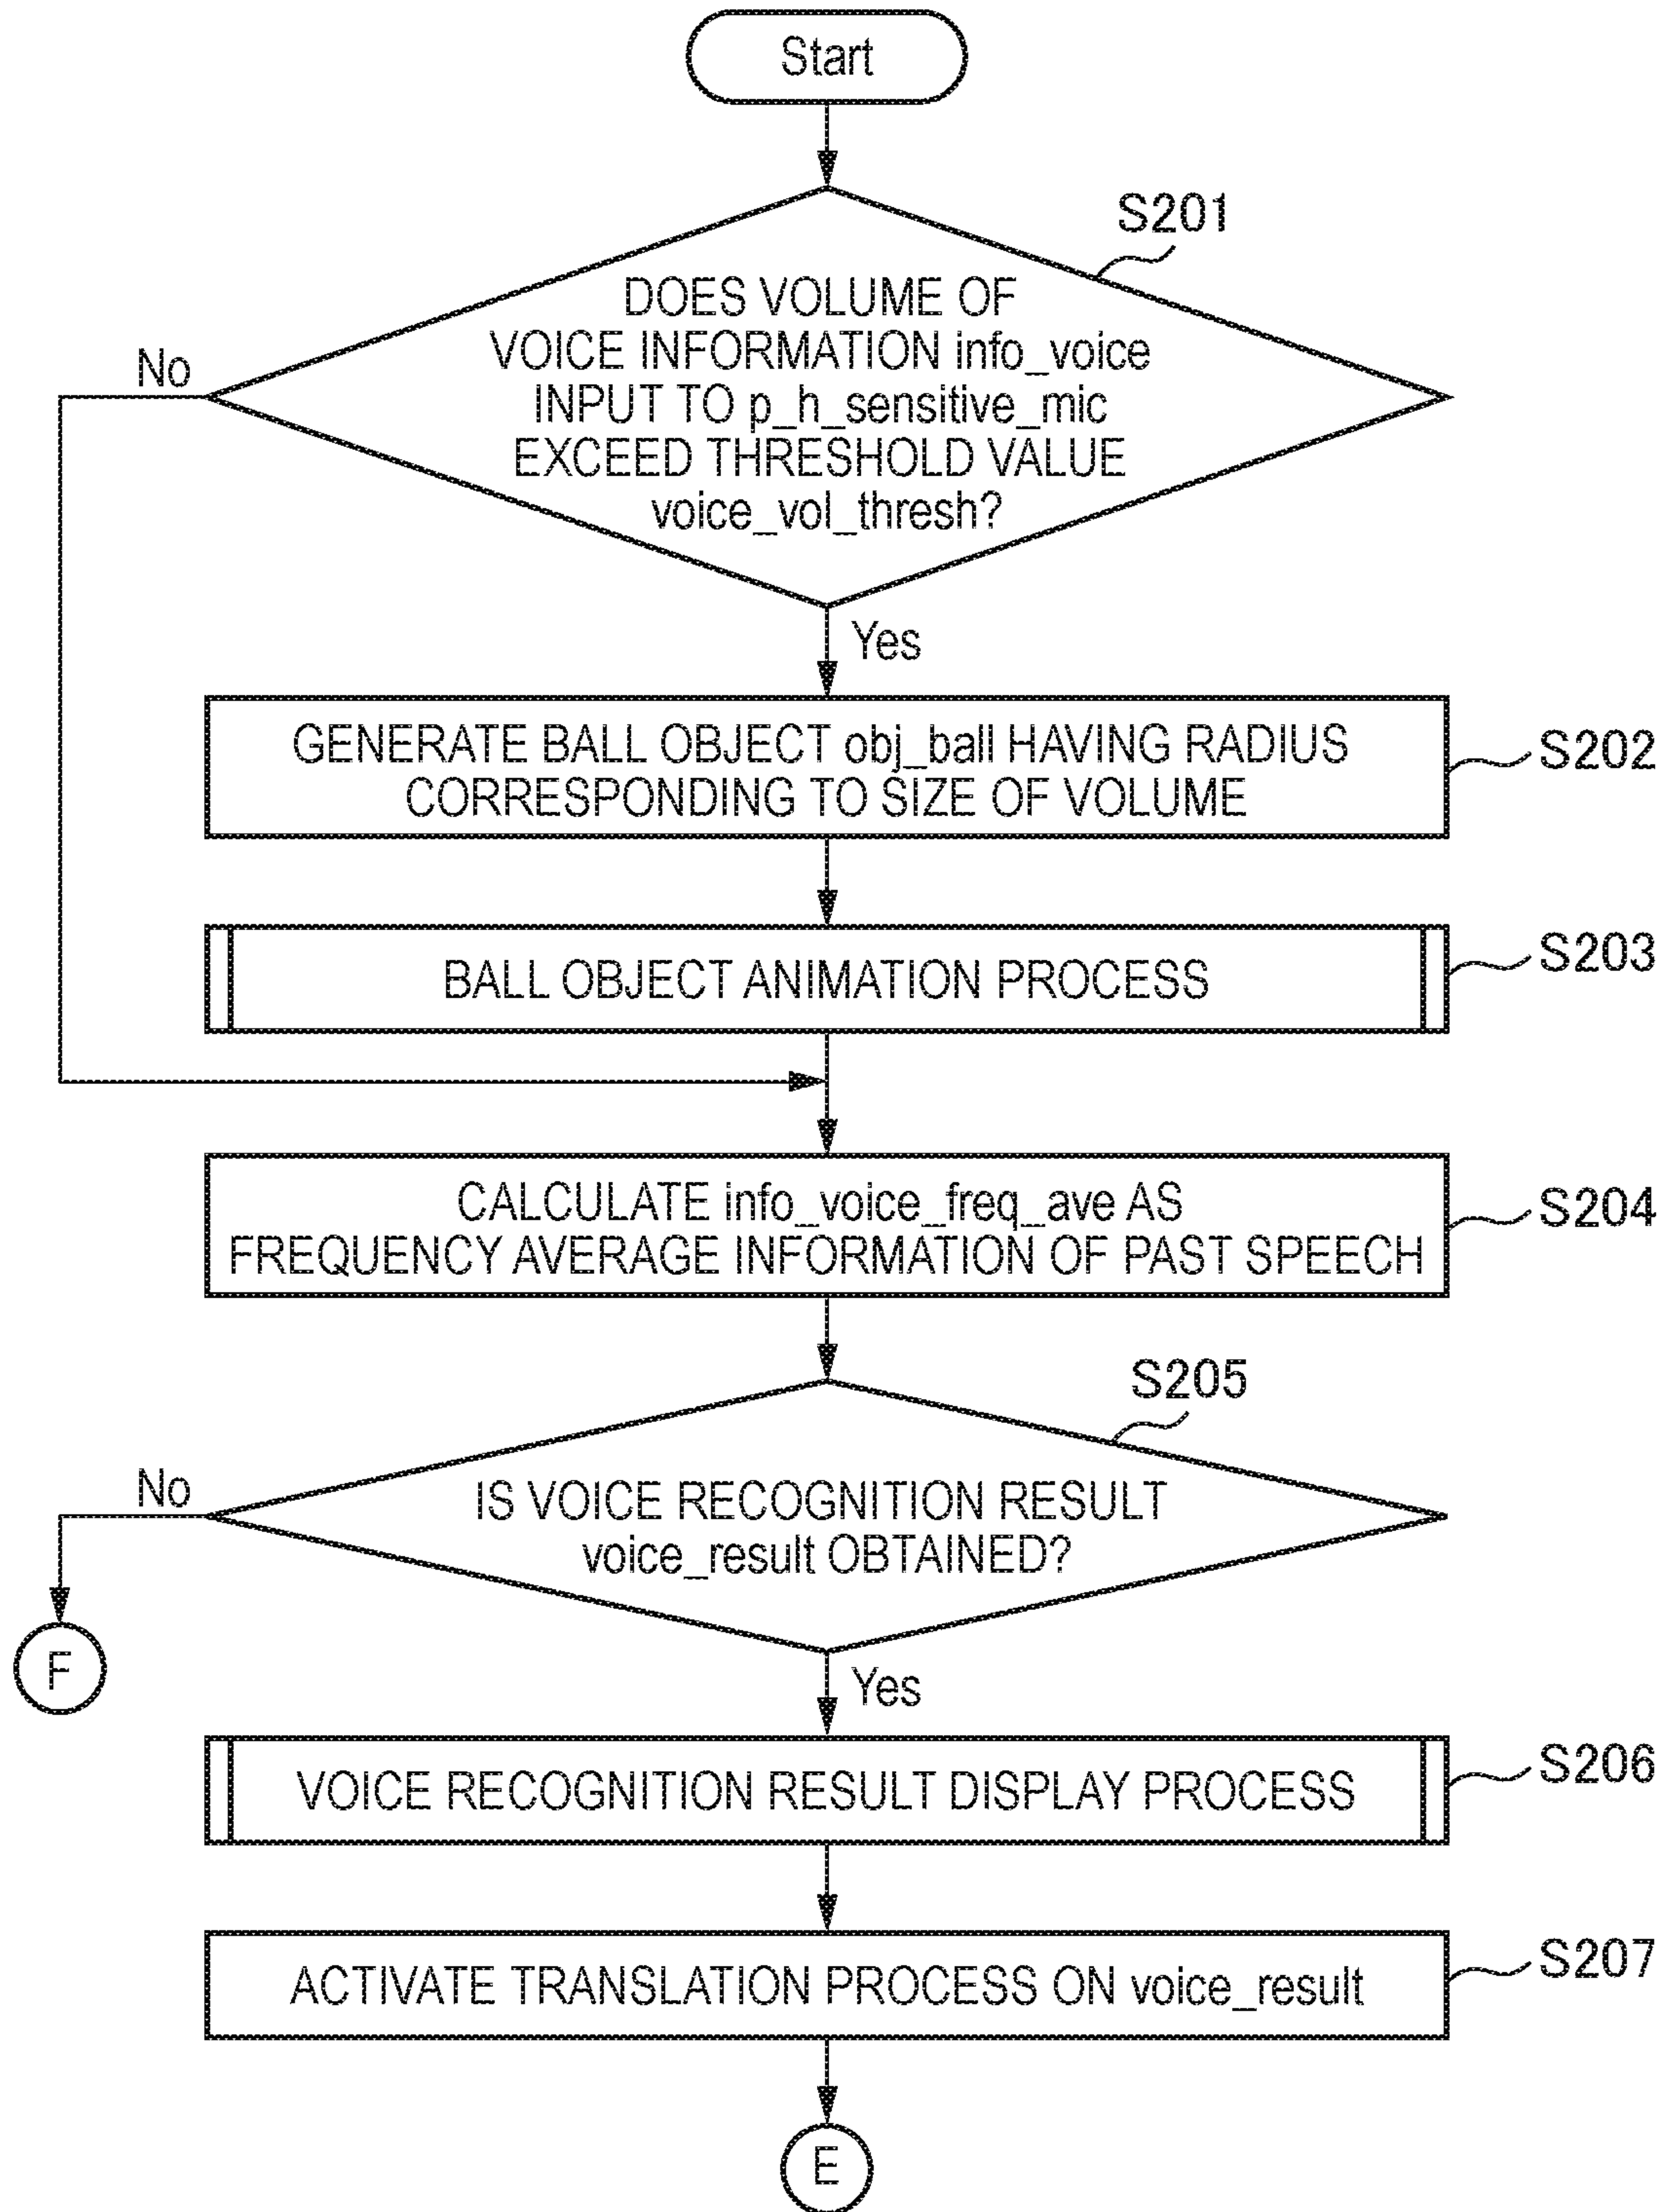 Start
S201
DOES VOLUME OF
VOICE INFORMATION info_voice
INPUT TO p_h_sensitive_mic
EXCEED THRESHOLD VALUE
voice_vol_thresh?
No
Yes
GENERATE BALL OBJECT obj_ball HAVING RADIUS
CORRESPONDING TO SIZE OF VOLUME
S202
BALL OBJECT ANIMATION PROCESS
S203
CALCULATE info_voice_freq_ave AS
FREQUENCY AVERAGE INFORMATION OF PAST SPEECH
S204
S205
IS VOICE RECOGNITION RESULT
voice_result OBTAINED?
No
F
Yes
VOICE RECOGNITION RESULT DISPLAY PROCESS
S206
ACTIVATE TRANSLATION PROCESS ON voice_result
S207
E